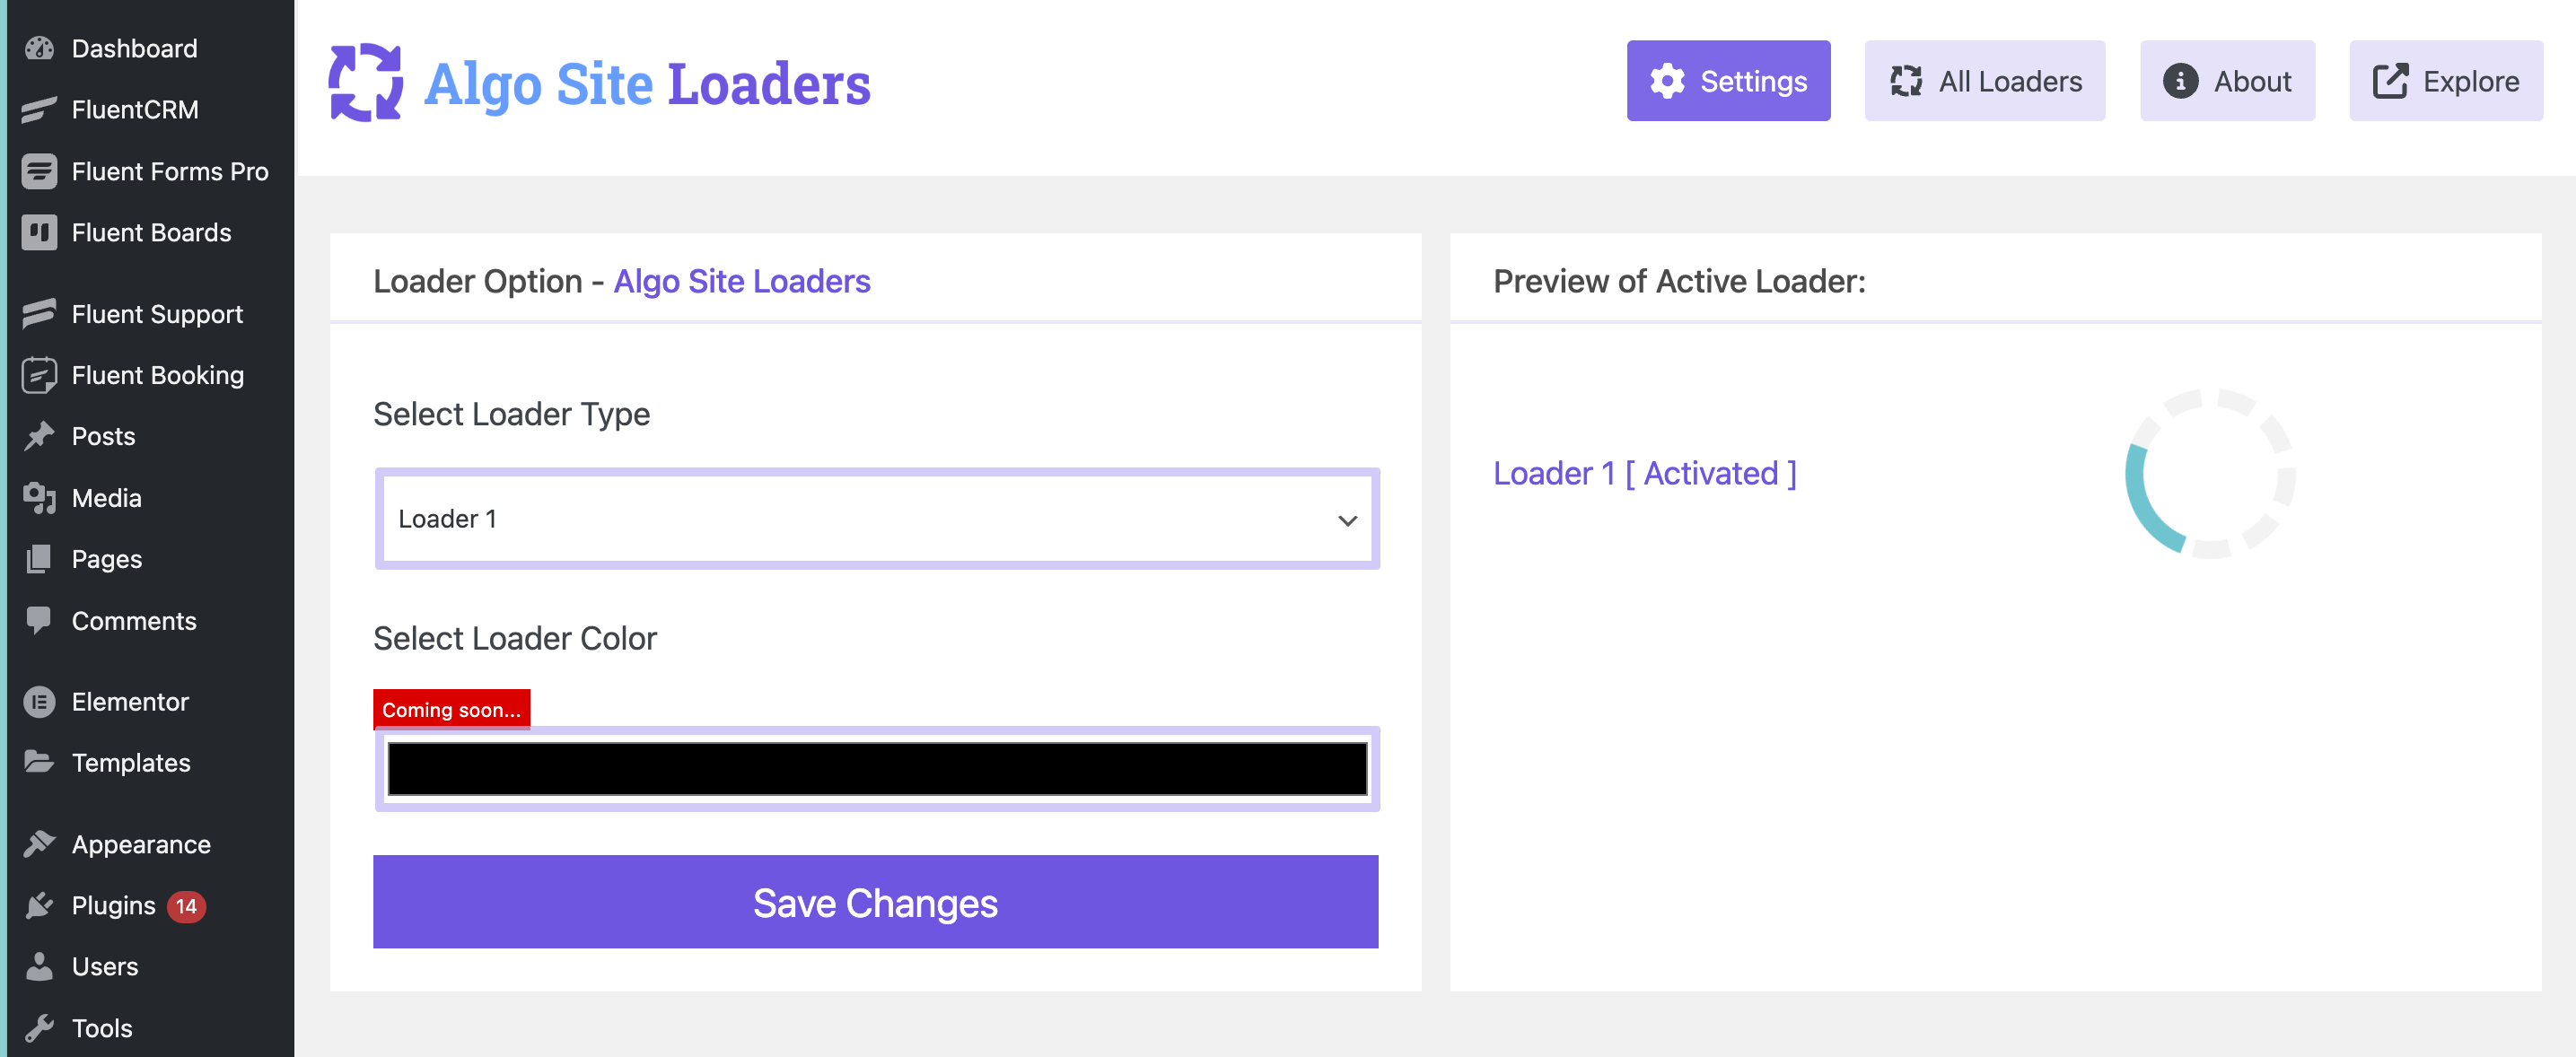 Dashboard
FluentCRM
Fluent Forms Pro
Fluent Boards
Fluent Support
Fluent Booking
Posts
Media
Pages
Comments
Elementor
Templates
Appearance
Plugins 14
Users
Tools
Algo Site Loaders
Settings
All Loaders
About
Explore
Loader Option - Algo Site Loaders
Select Loader Type
Loader 1
Select Loader Color
Coming soon...
Save Changes
Preview of Active Loader:
Loader 1 [ Activated ]